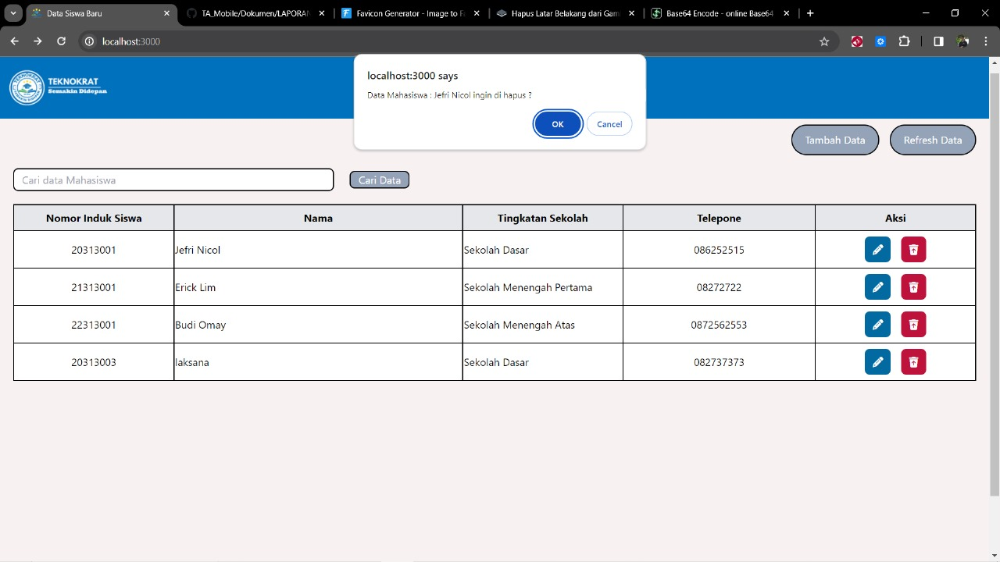 Data Siswa Baru
TA_Mobile/Dokumen/LAPORAN
Favicon Generator - Image to F
Hapus Latar Belakang dari Gam
Base64 Encode - online Base64
localhost:3000
TEKNOKRAT
Semakin Didepan
localhost:3000 says
Data Mahasiswa : Jefri Nicol ingin di hapus ?
OK Cancel
Tambah Data Refresh Data
Cari data Mahasiswa Cari Data
Nomor Induk Siswa Nama Tingkatan Sekolah Telepone Aksi
20313001 Jefri Nicol Sekolah Dasar 086252515
21313001 Erick Lim Sekolah Menengah Pertama 08272722
22313001 Budi Omay Sekolah Menengah Atas 0872562553
20313003 laksana Sekolah Dasar 082737373